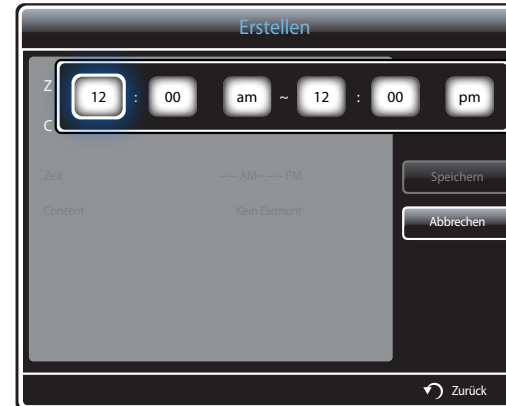 Erstellen
Z
12 : 00 am ~ 12 : 00 pm
C
Zeit --:-- AM~ --:-- PM
Speichern
Content Kein Element
Abbrechen
Zurück